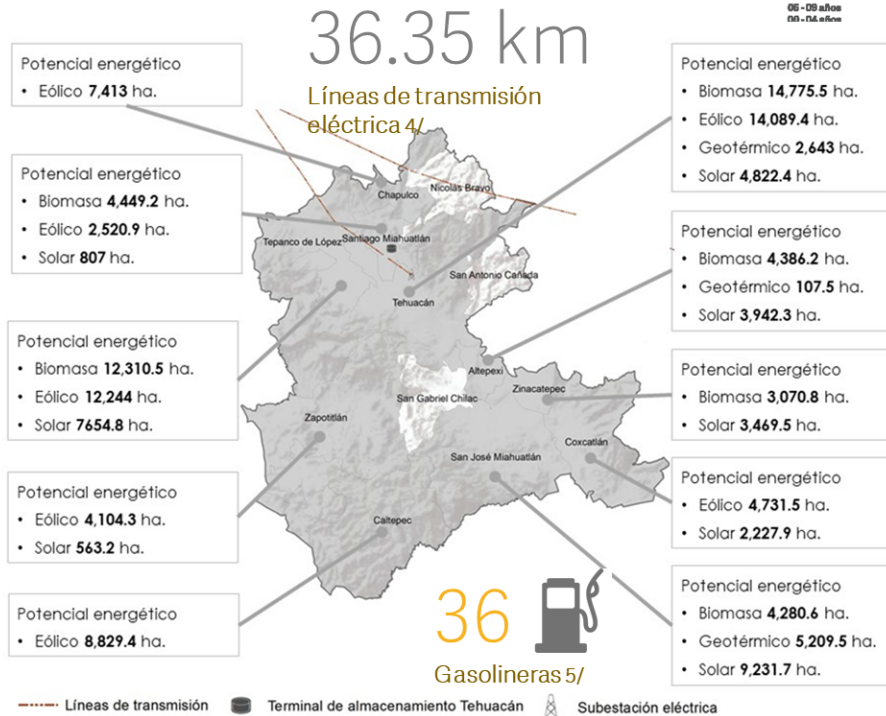 06 - 09 años
00 - 04 años
36.35 km
Líneas de transmisión
eléctrica 4/
Potencial energético
• Eólico 7,413 ha.
Potencial energético
• Biomasa 4,449.2 ha.
• Eólico 2,520.9 ha.
• Solar 807 ha.
Potencial energético
• Biomasa 12,310.5 ha.
• Eólico 12,244 ha.
• Solar 7654.8 ha.
Potencial energético
• Eólico 4,104.3 ha.
• Solar 563.2 ha.
Potencial energético
• Eólico 8,829.4 ha.
Chapulco
Nicolás Bravo
Tepanco de López
Santiago Miahuatlán
San Antonio Cañada
Tehuacán
Altepexi
Zinacatepec
San Gabriel Chilac
Zapotitlán
Coxcatlán
San José Miahuatlán
Caltepec
Potencial energético
• Biomasa 14,775.5 ha.
• Eólico 14,089.4 ha.
• Geotérmico 2,643 ha.
• Solar 4,822.4 ha.
Potencial energético
• Biomasa 4,386.2 ha.
• Geotérmico 107.5 ha.
• Solar 3,942.3 ha.
Potencial energético
• Biomasa 3,070.8 ha.
• Solar 3,469.5 ha.
Potencial energético
• Eólico 4,731.5 ha.
• Solar 2,227.9 ha.
Potencial energético
• Biomasa 4,280.6 ha.
• Geotérmico 5,209.5 ha.
• Solar 9,231.7 ha.
36
Gasolineras 5/
Líneas de transmisión
Terminal de almacenamiento Tehuacán
Subestación eléctrica